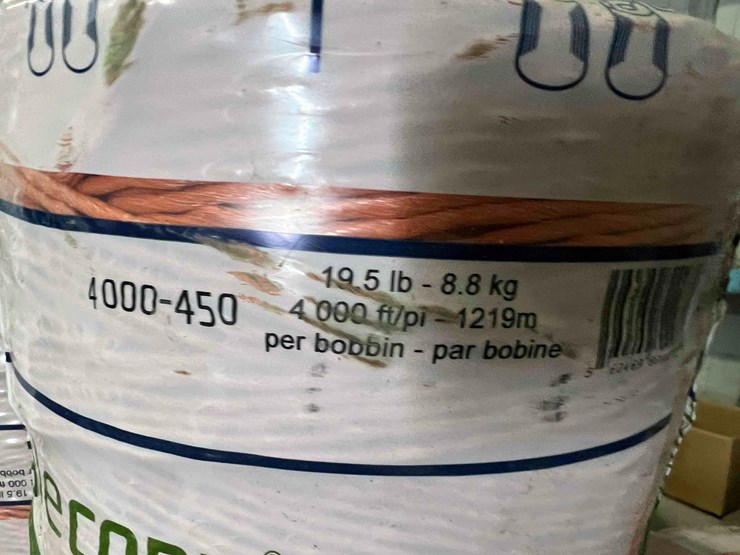 4000-450
19.5 lb - 8.8 kg
4 000 ft/pi - 1219m
per bobbin - par bobine